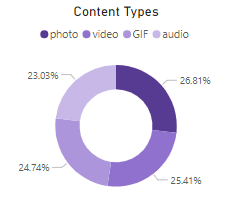 Content Types
photo video GIF audio
23.03%
26.81%
24.74%
25.41%